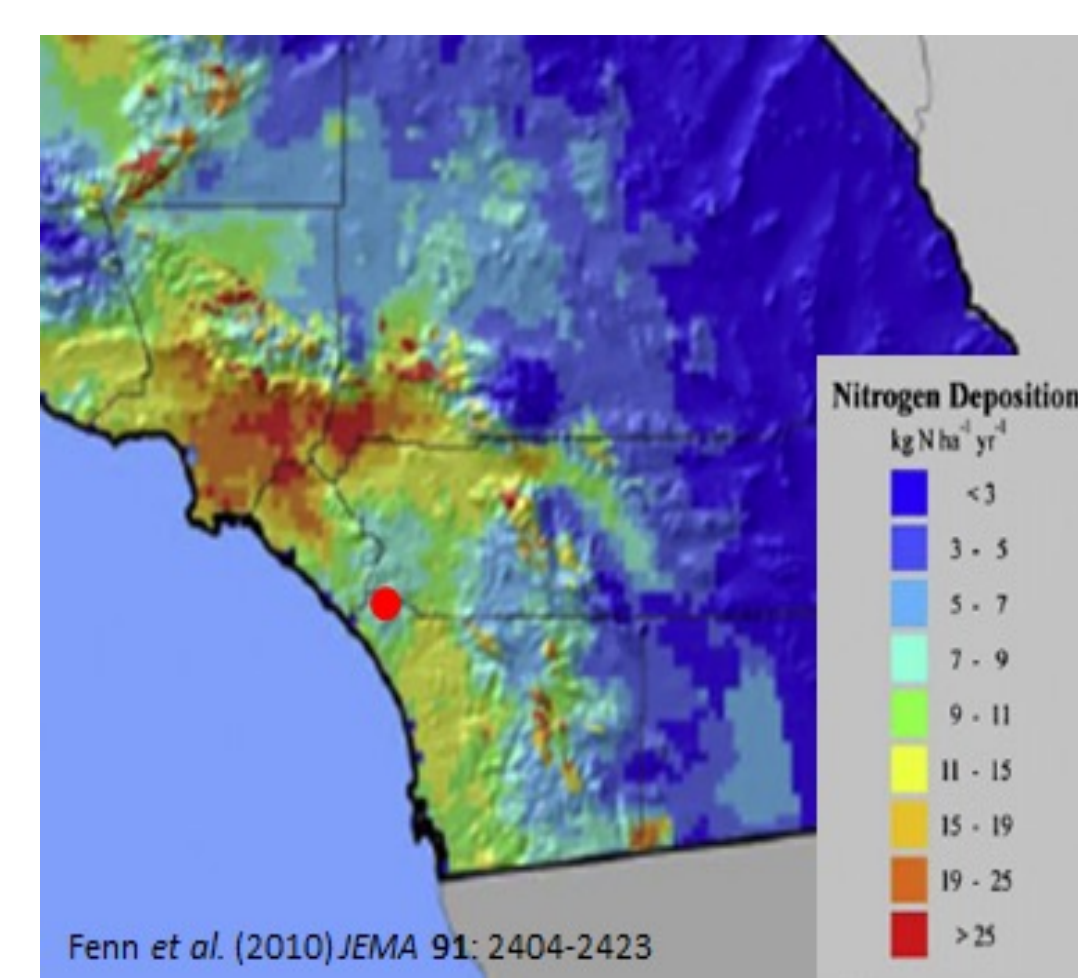 Nitrogen Deposition
kg N ha⁻¹ yr⁻¹
< 3
3 - 5
5 - 7
7 - 9
9 - 11
11 - 15
15 - 19
19 - 25
> 25
Fenn et al. (2010) JEMA 91: 2404-2423